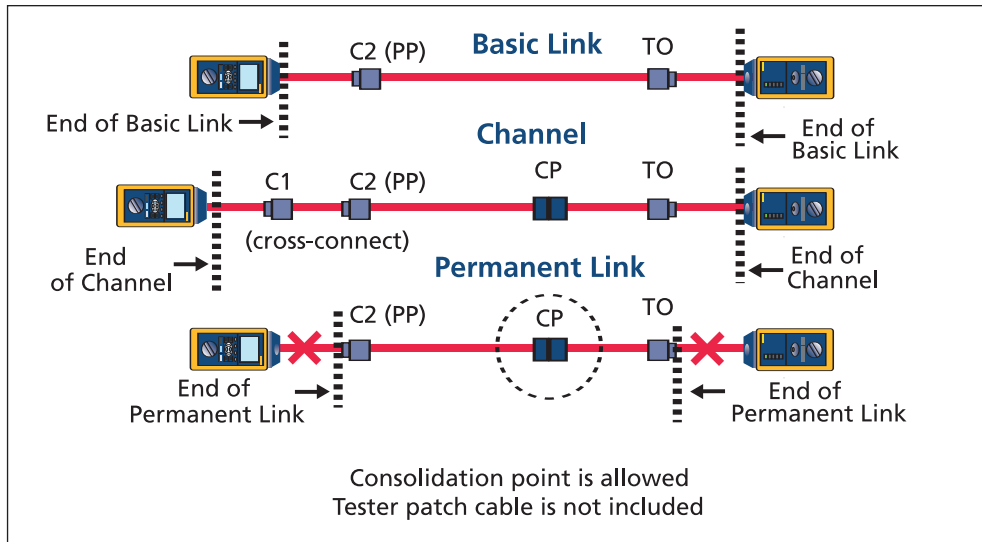 C2 (PP)
Basic Link
TO
End of Basic Link
End of
Basic Link
Channel
C1
C2 (PP)
CP
TO
(cross-connect)
End
of Channel
End of
Channel
Permanent Link
C2 (PP)
CP
TO
End of
Permanent Link
End of
Permanent Link
Consolidation point is allowed
Tester patch cable is not included